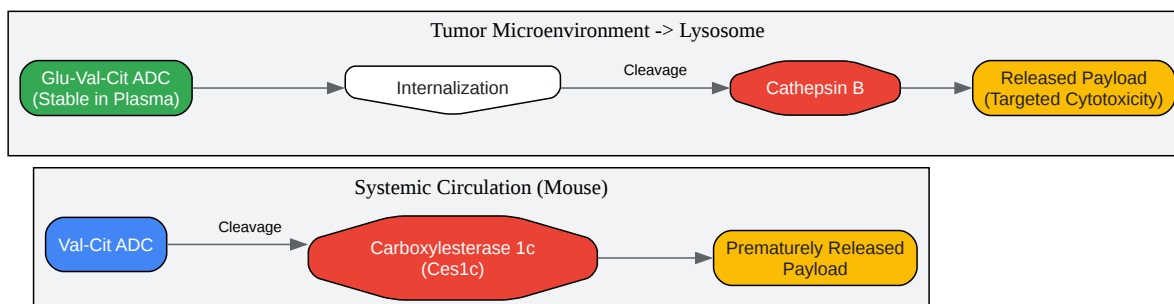 Tumor Microenvironment -> Lysosome
Glu-Val-Cit ADC
(Stable in Plasma)
Internalization
Cleavage
Cathepsin B
Released Payload
(Targeted Cytotoxicity)
Systemic Circulation (Mouse)
Val-Cit ADC
Cleavage
Carboxylesterase 1c
(Ces1c)
Prematurely Released
Payload